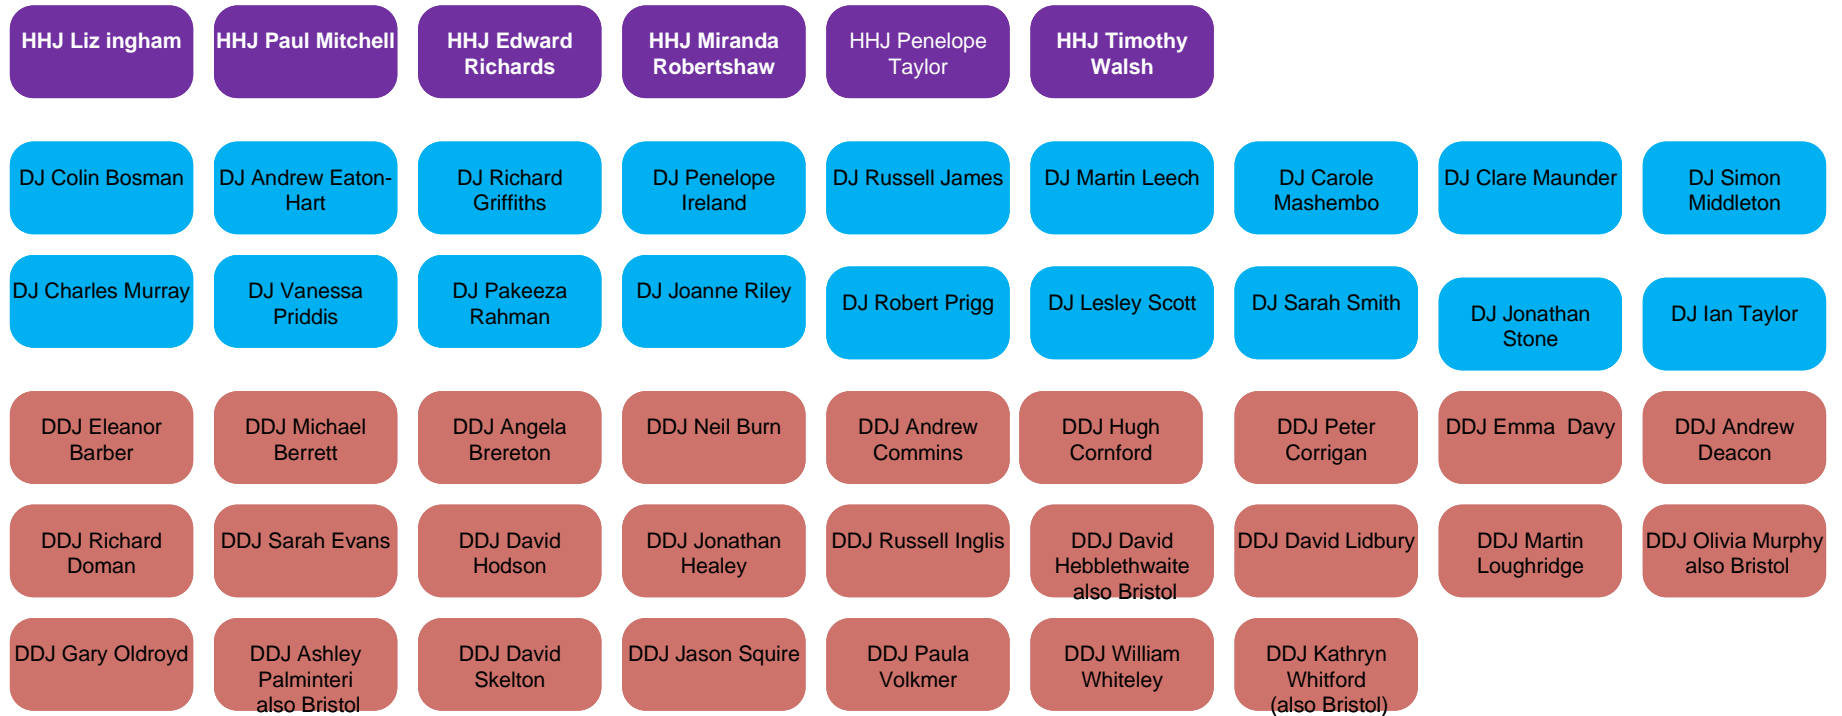 HHJ Liz ingham
HHJ Paul Mitchell
HHJ Edward
Richards
HHJ Miranda
Robertshaw
HHJ Penelope
Taylor
HHJ Timothy
Walsh
DJ Colin Bosman
DJ Andrew Eaton-
Hart
DJ Richard
Griffiths
DJ Penelope
Ireland
DJ Russell James
DJ Martin Leech
DJ Carole
Mashembo
DJ Clare Maunder
DJ Simon
Middleton
DJ Charles Murray
DJ Vanessa
Priddis
DJ Pakeeza
Rahman
DJ Joanne Riley
DJ Robert Prigg
DJ Lesley Scott
DJ Sarah Smith
DJ Jonathan
Stone
DJ Ian Taylor
DDJ Eleanor
Barber
DDJ Michael
Berrett
DDJ Angela
Brereton
DDJ Neil Burn
DDJ Andrew
Commins
DDJ Hugh
Cornford
DDJ Peter
Corrigan
DDJ Emma  Davy
DDJ Andrew
Deacon
DDJ Richard
Doman
DDJ Sarah Evans
DDJ David
Hodson
DDJ Jonathan
Healey
DDJ Russell Inglis
DDJ David
Hebblethwaite
also Bristol
DDJ David Lidbury
DDJ Martin
Loughridge
DDJ Olivia Murphy
also Bristol
DDJ Gary Oldroyd
DDJ Ashley
Palminteri
also Bristol
DDJ David
Skelton
DDJ Jason Squire
DDJ Paula
Volkmer
DDJ William
Whiteley
DDJ Kathryn
Whitford
(also Bristol)